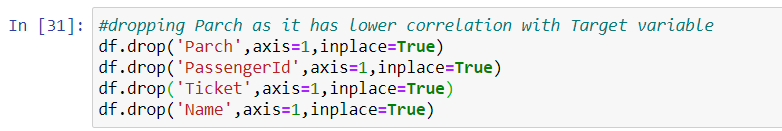 In [31]: #dropping Parch as it has lower correlation with Target variable
df.drop('Parch',axis=1,inplace=True)
df.drop('PassengerId',axis=1,inplace=True)
df.drop('Ticket',axis=1,inplace=True)
df.drop('Name',axis=1,inplace=True)